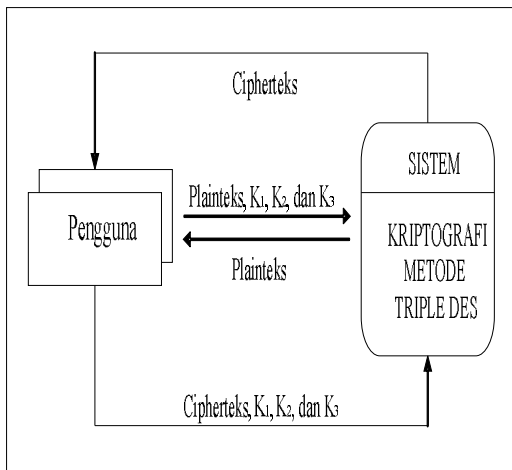 Cipherteks
SISTEM
Plainteks, K₁, K₂, dan K₃
Pengguna
KRIPTOGRAFI
METODE
TRIPLE DES
Plainteks
Cipherteks, K₁, K₂, dan K₃